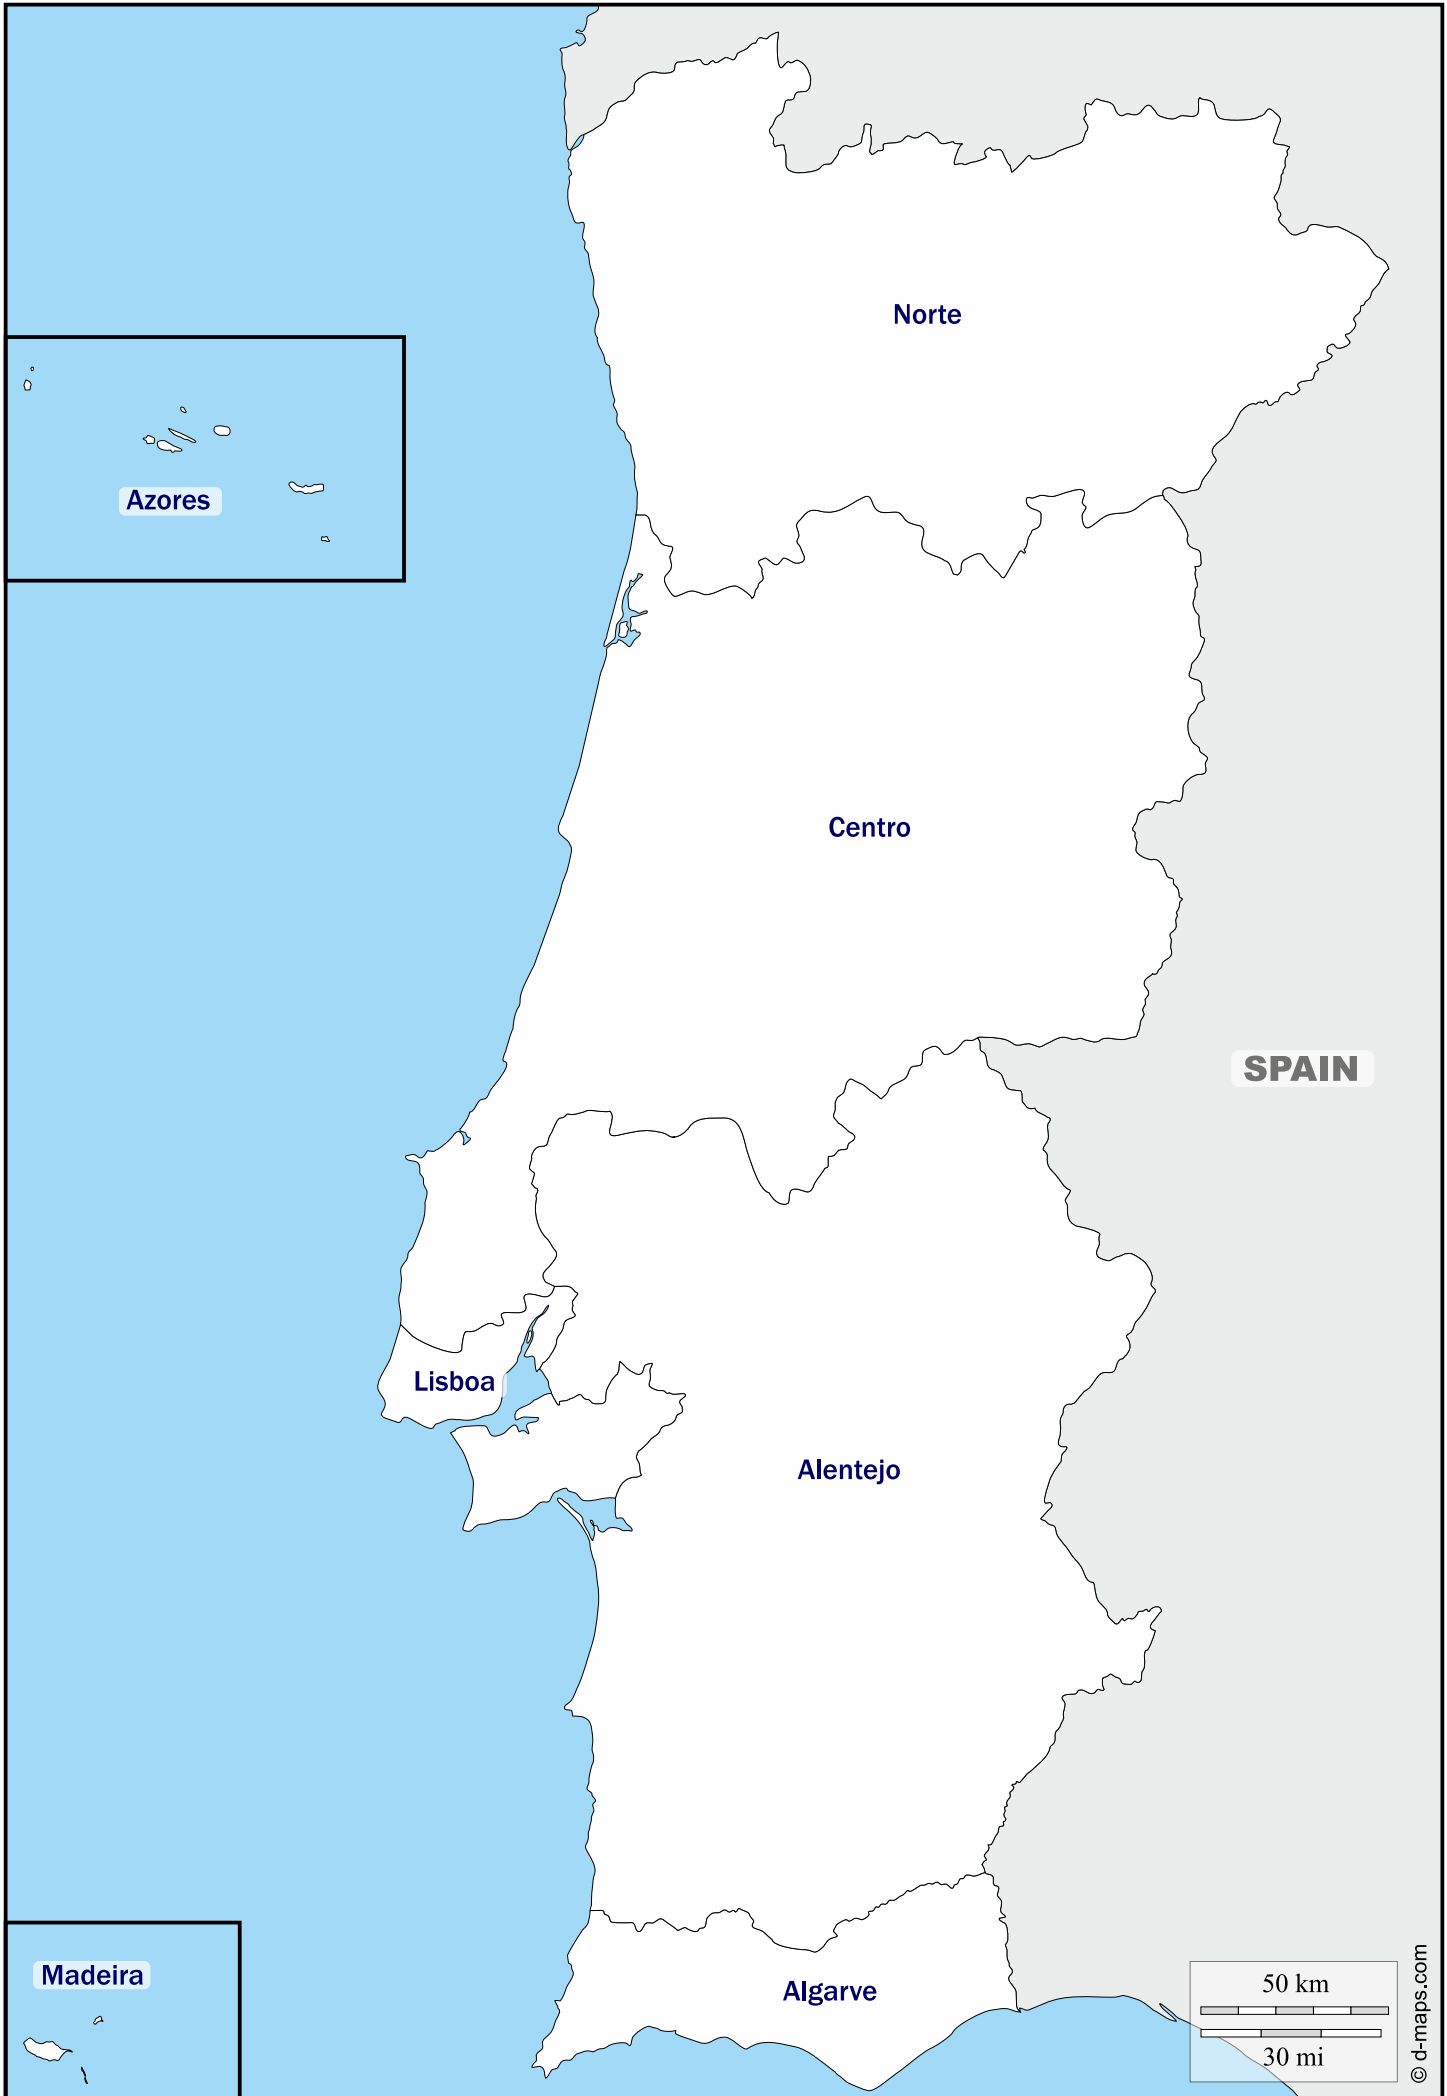 Norte
Azores
Centro
SPAIN
Lisboa
Alentejo
Madeira
Algarve
50 km
30 mi
© d-maps.com